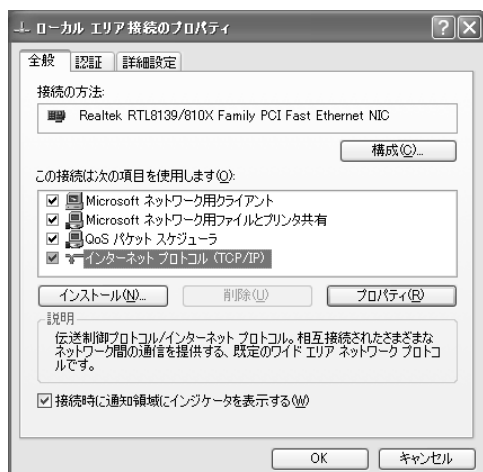 ローカル エリア接続のプロパティ
全般
認証
詳細設定
接続の方法:
Realtek RTL8139/810X Family PCI Fast Ethernet NIC
構成(C)...
この接続は次の項目を使用します(O):
Microsoft ネットワーク用クライアント
Microsoft ネットワーク用ファイルとプリンタ共有
QoS パケット スケジューラ
インターネット プロトコル (TCP/IP)
インストール(N)...
削除(U)
プロパティ(R)
説明
伝送制御プロトコル/インターネット プロトコル。相互接続されたさまざまな
ネットワーク間の通信を提供する、既定のワイド エリア ネットワーク プロトコ
ルです。
接続時に通知領域にインジケータを表示する(W)
OK
キャンセル